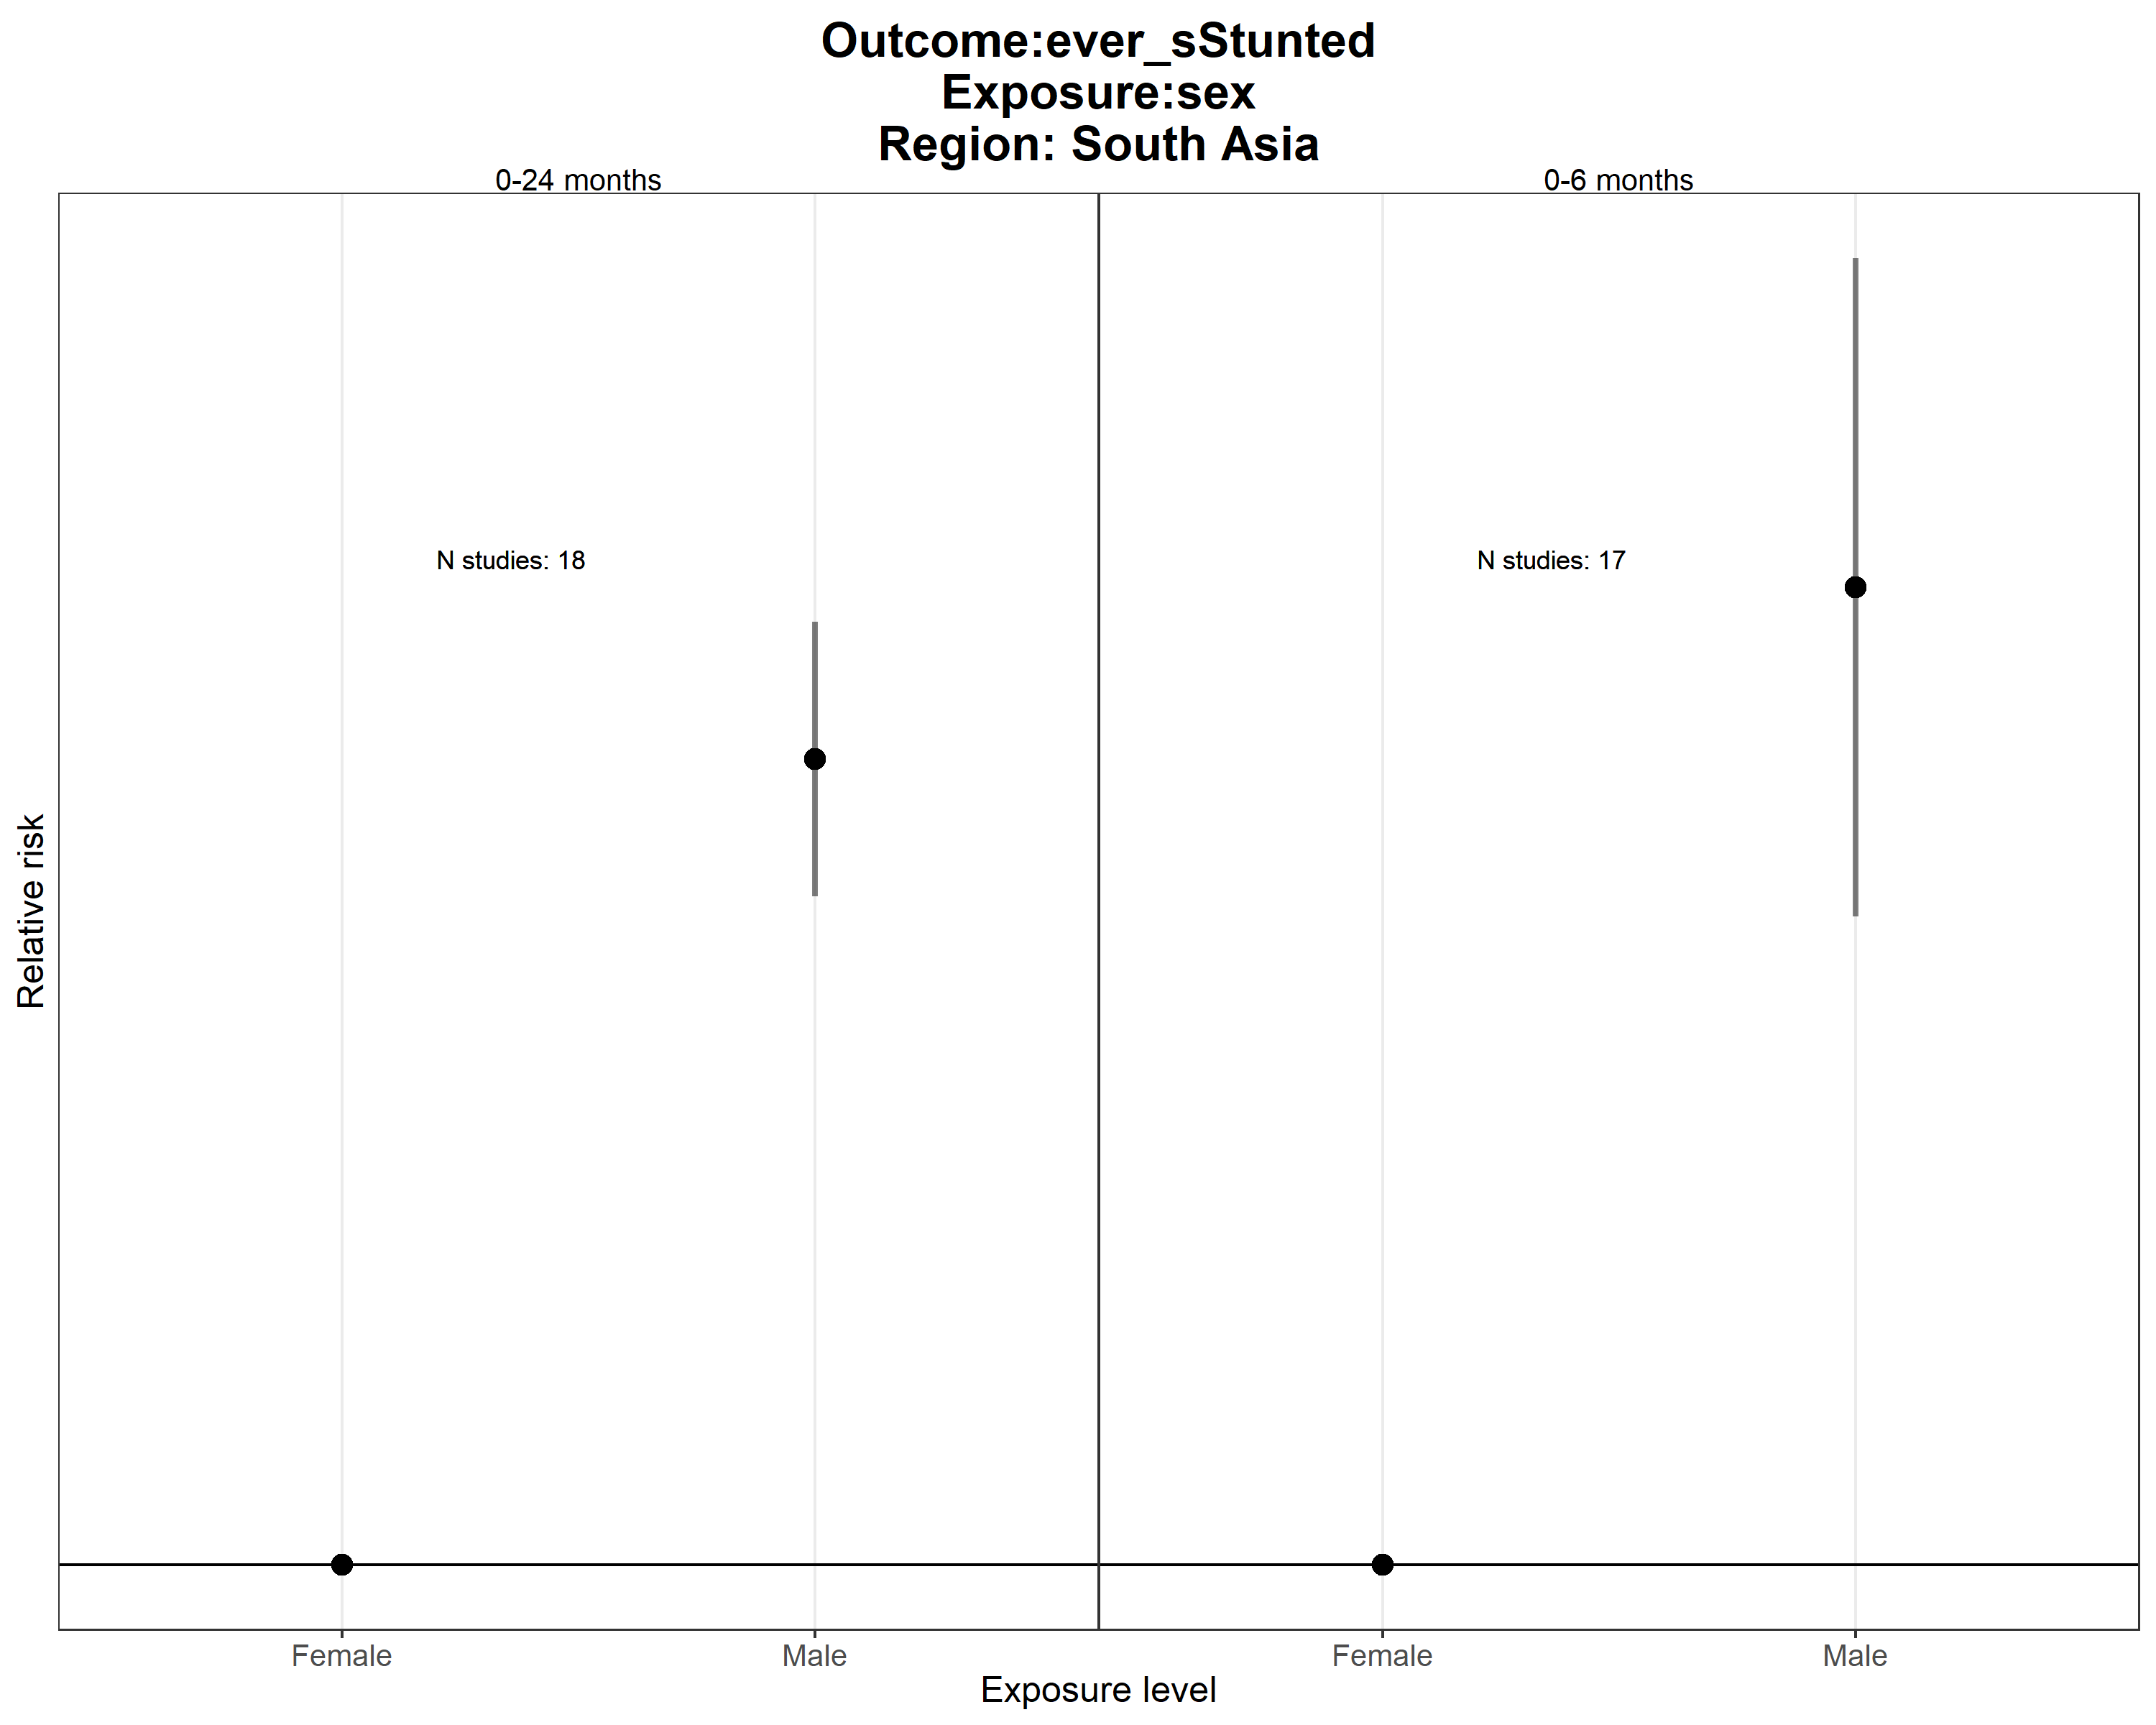 Outcome:ever_sStunted
Exposure:sex
Region: South Asia
0-24 months
0-6 months
N studies: 18
N studies: 17
Relative risk
Female
Male
Female
Male
Exposure level